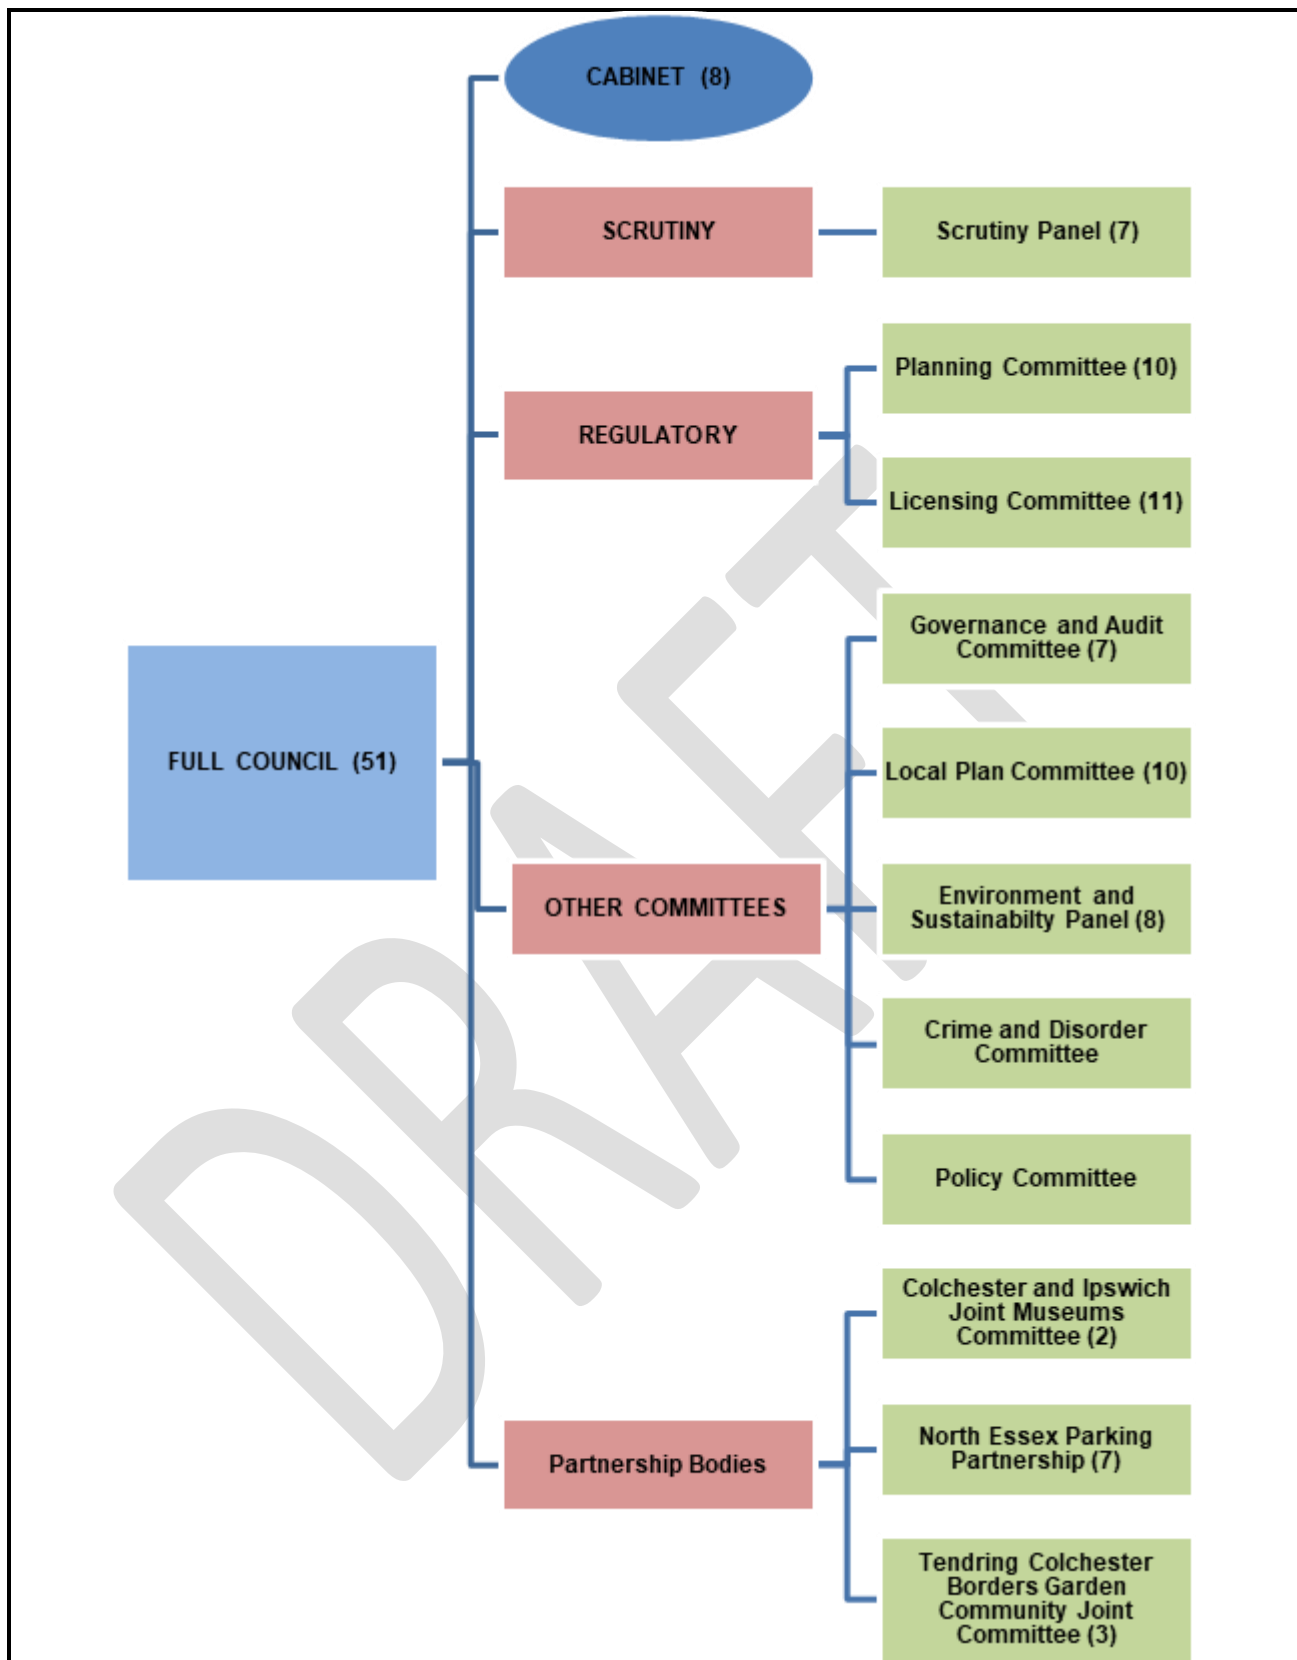 CABINET (8)
SCRUTINY
Scrutiny Panel (7)
REGULATORY
Planning Committee (10)
Licensing Committee (11)
FULL COUNCIL (51)
OTHER COMMITTEES
Governance and Audit
Committee (7)
Local Plan Committee (10)
Environment and
Sustainabilty Panel (8)
Crime and Disorder
Committee
Policy Committee
Partnership Bodies
Colchester and Ipswich
Joint Museums
Committee (2)
North Essex Parking
Partnership (7)
Tendring Colchester
Borders Garden
Community Joint
Committee (3)
DRAFT